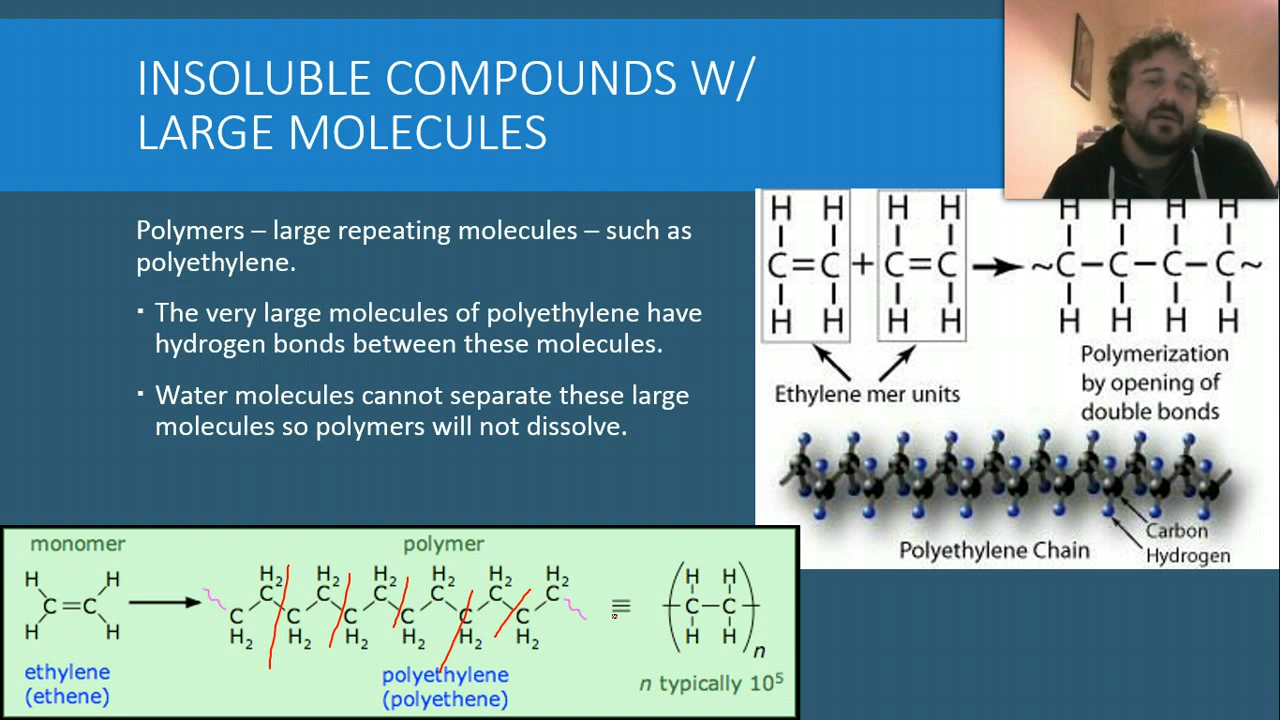 INSOLUBLE COMPOUNDS W/
LARGE MOLECULES
Polymers – large repeating molecules – such as
polyethylene.
▪ The very large molecules of polyethylene have
hydrogen bonds between these molecules.
▪ Water molecules cannot separate these large
molecules so polymers will not dissolve.
H H H H H H H H
C=C + C=C → ~C–C–C–C~
H H H H H H H H
Ethylene mer units
Polymerization
by opening of
double bonds
Carbon
Hydrogen
Polyethylene Chain
monomer
polymer
H H
C=C
H H
ethylene
(ethene)
H₂ H₂ H₂ H₂ H₂ H₂
C C C C C C
C C C C C C
H₂ H₂ H₂ H₂ H₂ H₂
polyethylene
(polyethene)
≡
H H
C–C
H H
n
n typically 10⁵